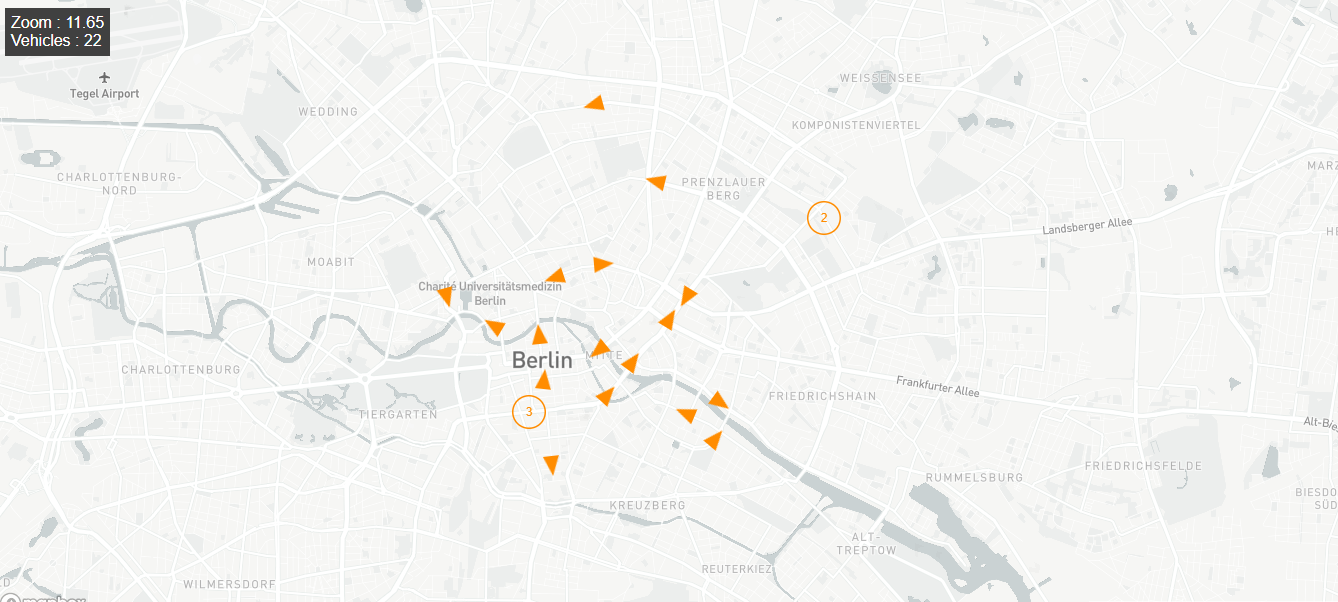 Zoom : 11.65
Vehicles : 22
Tegel Airport
WEDDING
WEISSENSEE
KOMPONISTENVIERTEL
CHARLOTTENBURG-
NORD
PRENZLAUER
BERG
2
Landsberger Allee
MOABIT
Charité Universitätsmedizin
Berlin
Berlin
MITTE
CHARLOTTENBURG
TIERGARTEN
3
FRIEDRICHSHAIN
Frankfurter Allee
FRIEDRICHSFELDE
RUMMELSBURG
KREUZBERG
ALT-
TREPTOW
REUTERKIEZ
WILMERSDORF
mapbox